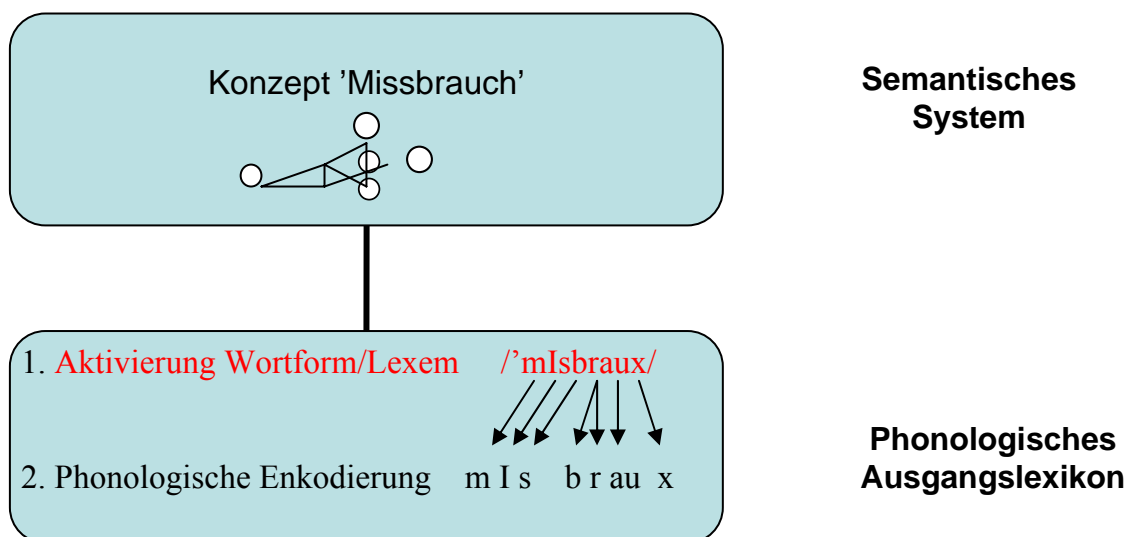 Konzept ’Missbrauch’
Semantisches
System
1. Aktivierung Wortform/Lexem /’mIsbraux/
2. Phonologische Enkodierung m I s b r au x
Phonologisches
Ausgangslexikon